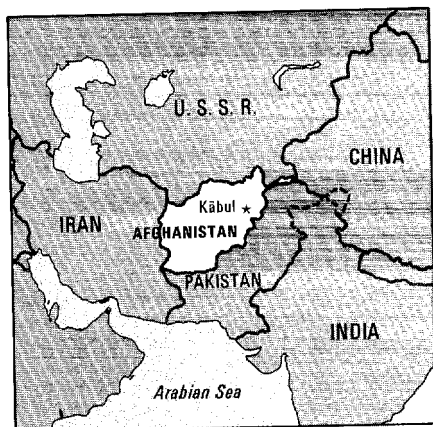 U. S. S. R.
CHINA
Kābul
IRAN
AFGHANISTAN
PAKISTAN
INDIA
Arabian Sea